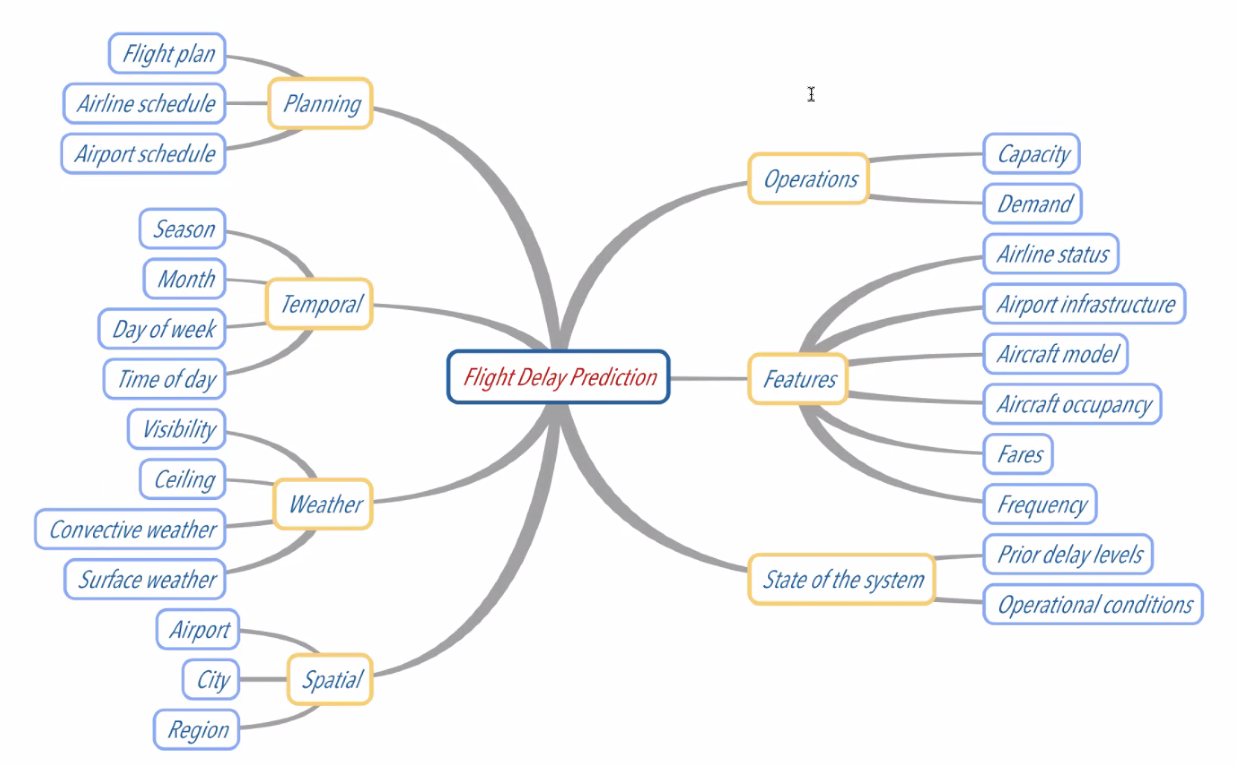 Flight Delay Prediction
Planning
Flight plan
Airline schedule
Airport schedule
Temporal
Season
Month
Day of week
Time of day
Weather
Visibility
Ceiling
Convective weather
Surface weather
Spatial
Airport
City
Region
Operations
Capacity
Demand
Features
Airline status
Airport infrastructure
Aircraft model
Aircraft occupancy
Fares
Frequency
State of the system
Prior delay levels
Operational conditions